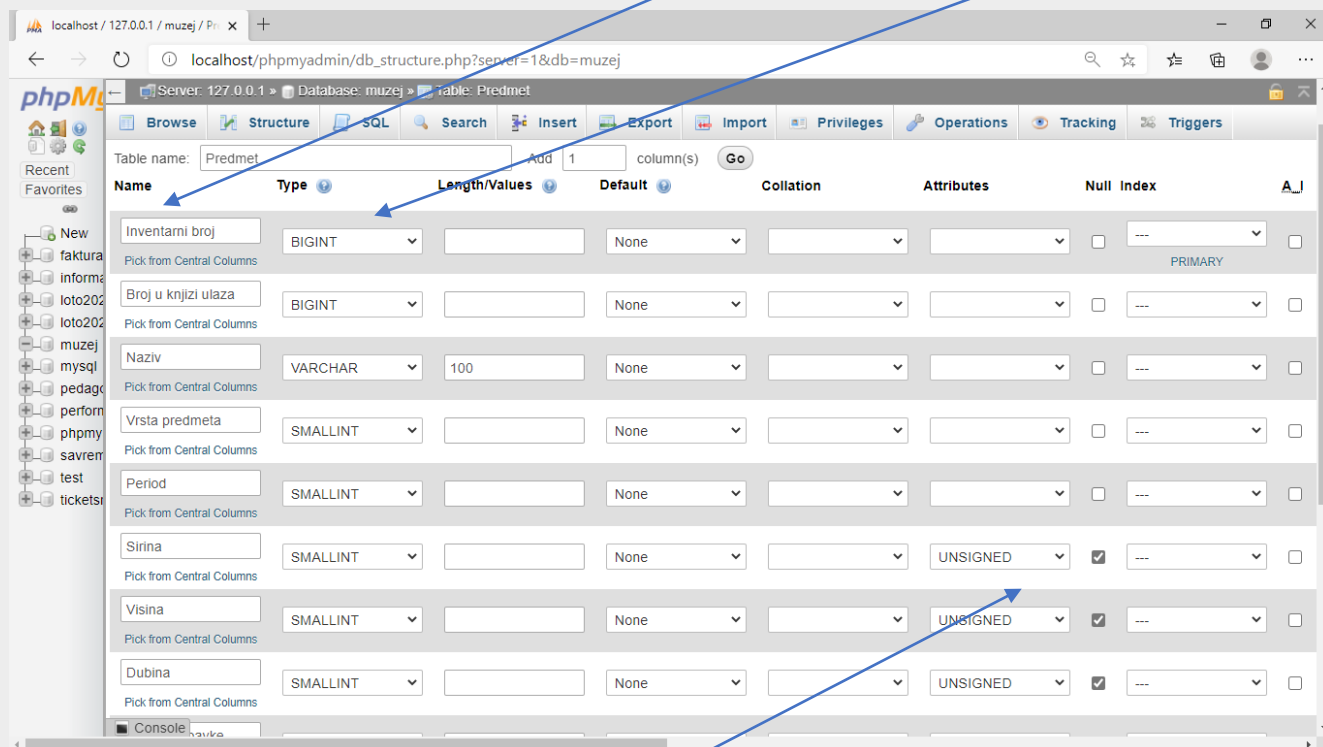 localhost / 127.0.0.1 / muzej / Pr
localhost/phpmyadmin/db_structure.php?server=1&db=muzej
phpMy
Server: 127.0.0.1 » Database: muzej » Table: Predmet
Browse Structure SQL Search Insert Export Import Privileges Operations Tracking Triggers
Table name: Predmet Add 1 column(s) Go
Recent
Favorites
New
faktura
informa
loto202
loto202
muzej
mysql
pedago
perform
phpmy
savrem
test
ticketsr
Name Type Length/Values Default Collation Attributes Null Index A_I
Inventarni broj BIGINT None ---
Pick from Central Columns PRIMARY
Broj u knjizi ulaza BIGINT None ---
Pick from Central Columns
Naziv VARCHAR 100 None ---
Pick from Central Columns
Vrsta predmeta SMALLINT None ---
Pick from Central Columns
Period SMALLINT None ---
Pick from Central Columns
Sirina SMALLINT None UNSIGNED ---
Pick from Central Columns
Visina SMALLINT None UNSIGNED ---
Pick from Central Columns
Dubina SMALLINT None UNSIGNED ---
Pick from Central Columns
Console